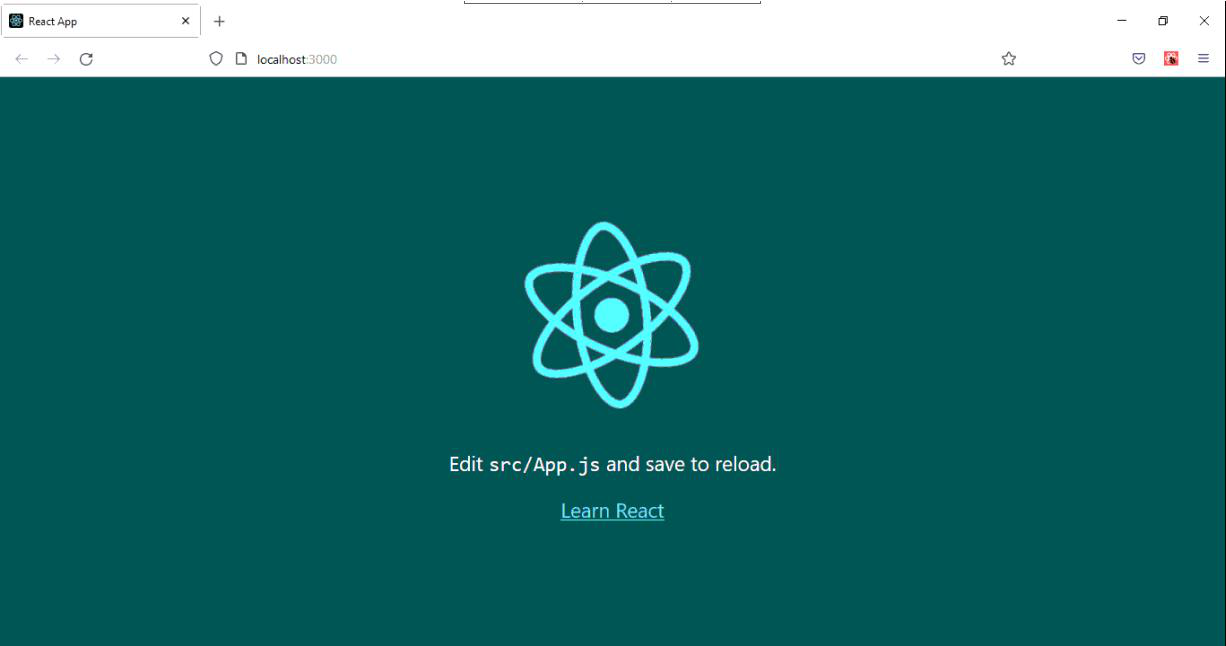 React App
localhost:3000
Edit src/App.js and save to reload.
Learn React